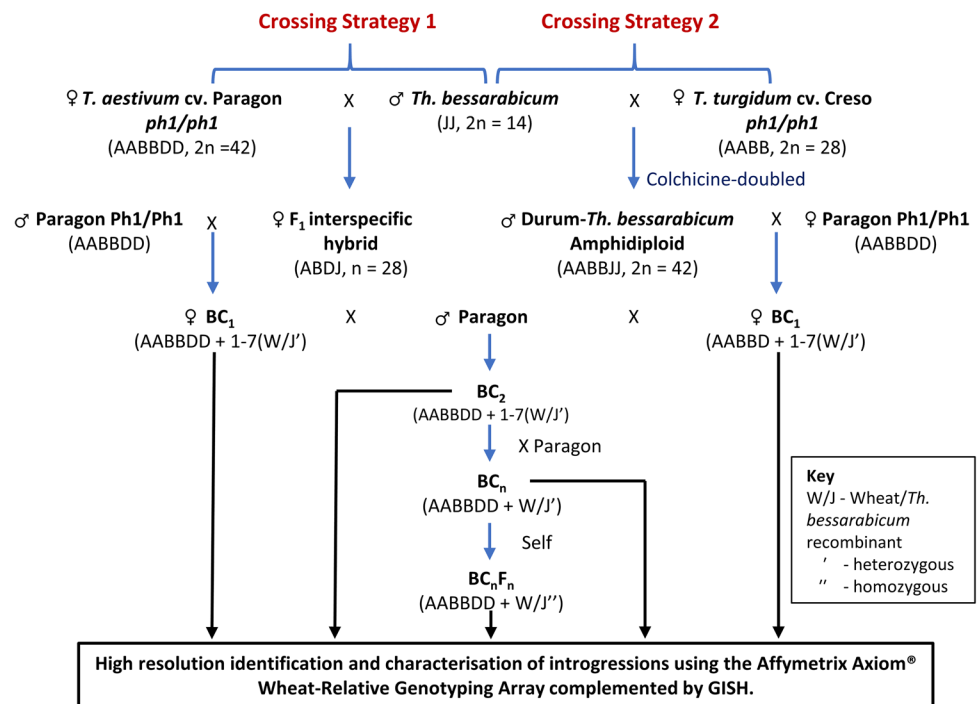 Crossing Strategy 1
Crossing Strategy 2
♀ T. aestivum cv. Paragon
ph1/ph1
(AABBDD, 2n =42)
X
♂ Th. bessarabicum
(JJ, 2n = 14)
X
♀ T. turgidum cv. Creso
ph1/ph1
(AABB, 2n = 28)
Colchicine-doubled
♂ Paragon Ph1/Ph1
(AABBDD)
X
♀ F1 interspecific
hybrid
(ABDJ, n = 28)
♂ Durum-Th. bessarabicum
Amphidiploid
(AABBJJ, 2n = 42)
X
♀ Paragon Ph1/Ph1
(AABBDD)
♀ BC1
(AABBDD + 1-7(W/J’)
X
♂ Paragon
X
♀ BC1
(AABBD + 1-7(W/J’)
BC2
(AABBDD + 1-7(W/J’)
X Paragon
BCn
(AABBDD + W/J’)
Self
BCnFn
(AABBDD + W/J’’)
Key
W/J - Wheat/Th.
bessarabicum
recombinant
’ - heterozygous
’’ - homozygous
High resolution identification and characterisation of introgressions using the Affymetrix Axiom®
Wheat-Relative Genotyping Array complemented by GISH.